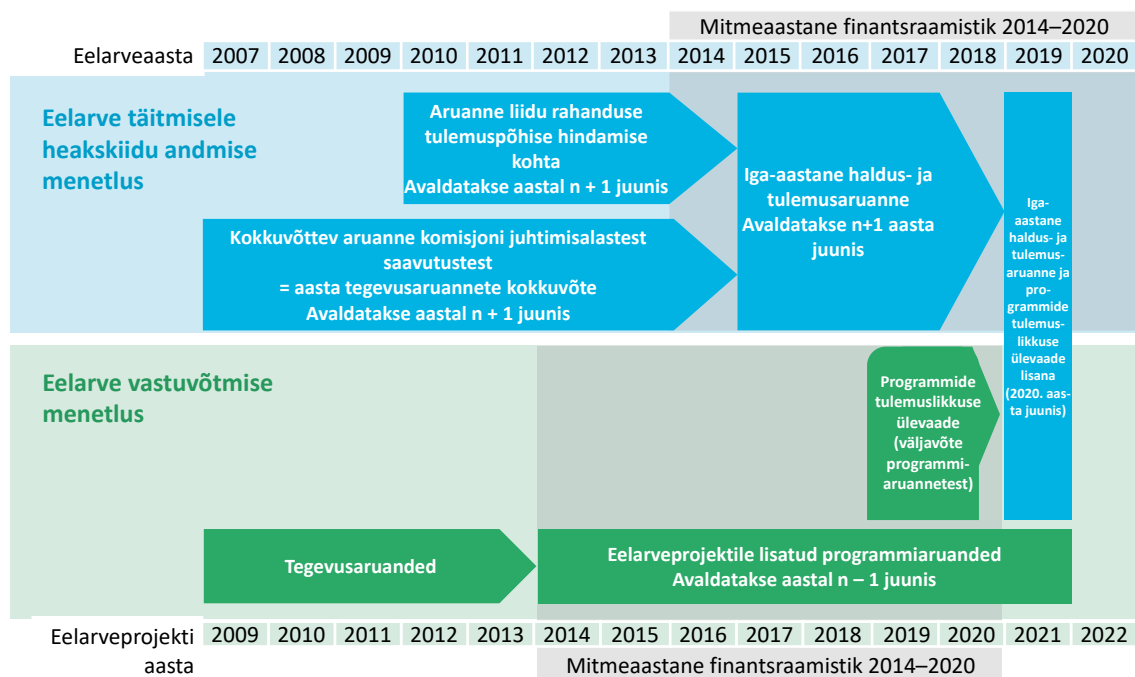 Mitmeaastane finantsraamistik 2014–2020
Eelarveaasta 2007 2008 2009 2010 2011 2012 2013 2014 2015 2016 2017 2018 2019 2020
Eelarve täitmisele
heakskiidu andmise
menetlus
Aruanne liidu rahanduse
tulemuspõhise hindamise
kohta
Avaldatakse aastal n + 1 juunis
Kokkuvõttev aruanne komisjoni juhtimisalastest
saavutustest
= aasta tegevusaruannete kokkuvõte
Avaldatakse aastal n + 1 juunis
Iga-aastane haldus- ja
tulemusaruanne
Avaldatakse n+1 aasta
juunis
Iga-
aastane
haldus- ja
tulemus-
aruanne ja
pro-
grammide
tulemus-
likkuse
ülevaade
lisana
(2020. aas-
ta juunis)
Eelarve vastuvõtmise
menetlus
Programmide
tulemuslikkuse
ülevaade
(väljavõte
programmi-
aruannetest)
Tegevusaruanded
Eelarveprojektile lisatud programmiaruanded
Avaldatakse aastal n – 1 juunis
Eelarveprojekti
aasta
2009 2010 2011 2012 2013 2014 2015 2016 2017 2018 2019 2020 2021 2022
Mitmeaastane finantsraamistik 2014–2020